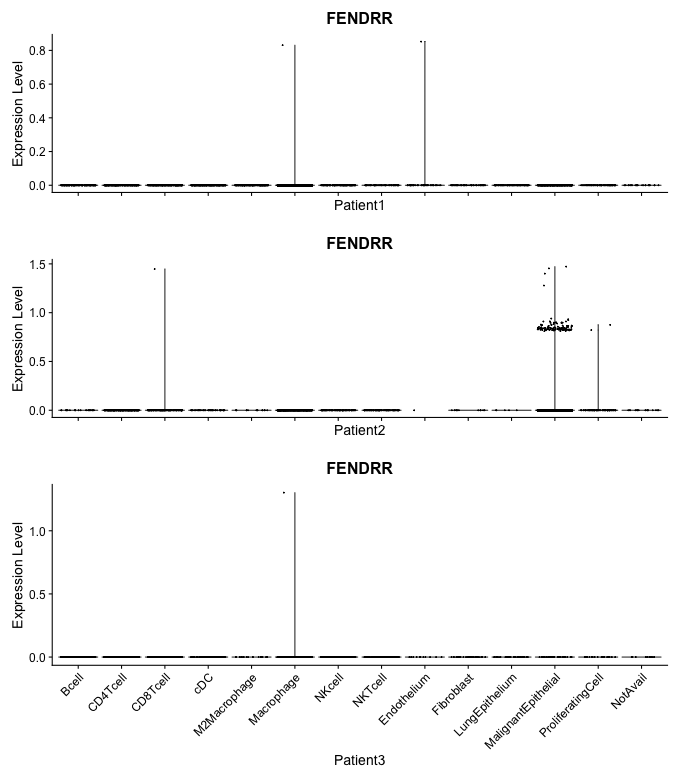 FENDRR
Expression Level
0.8
0.6
0.4
0.2
0.0
Patient1
FENDRR
Expression Level
1.5
1.0
0.5
0.0
Patient2
FENDRR
Expression Level
1.0
0.5
0.0
Bcell
CD4Tcell
CD8Tcell
cDC
M2Macrophage
Macrophage
NKcell
NKTcell
Endothelium
Fibroblast
LungEpithelium
MalignantEpithelial
ProliferatingCell
NotAvail
Patient3